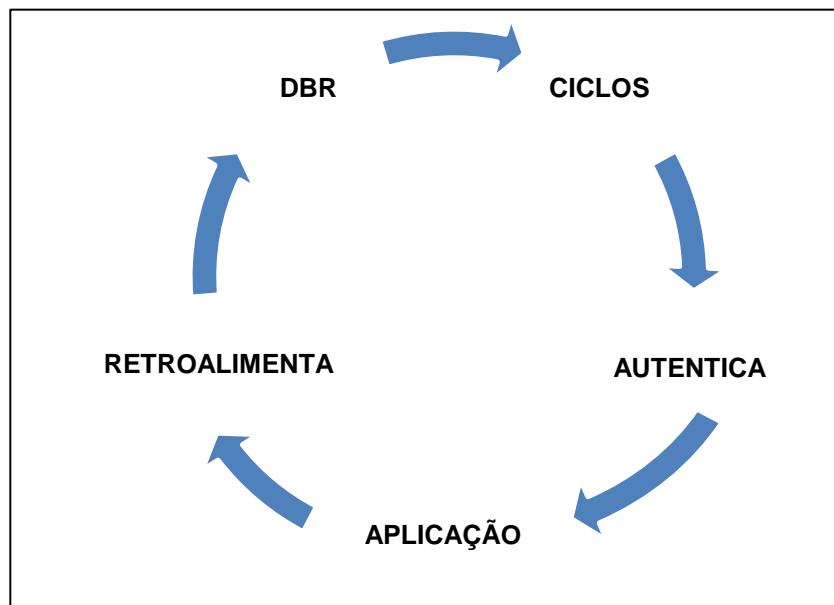 DBR
CICLOS
AUTENTICA
APLICAÇÃO
RETROALIMENTA